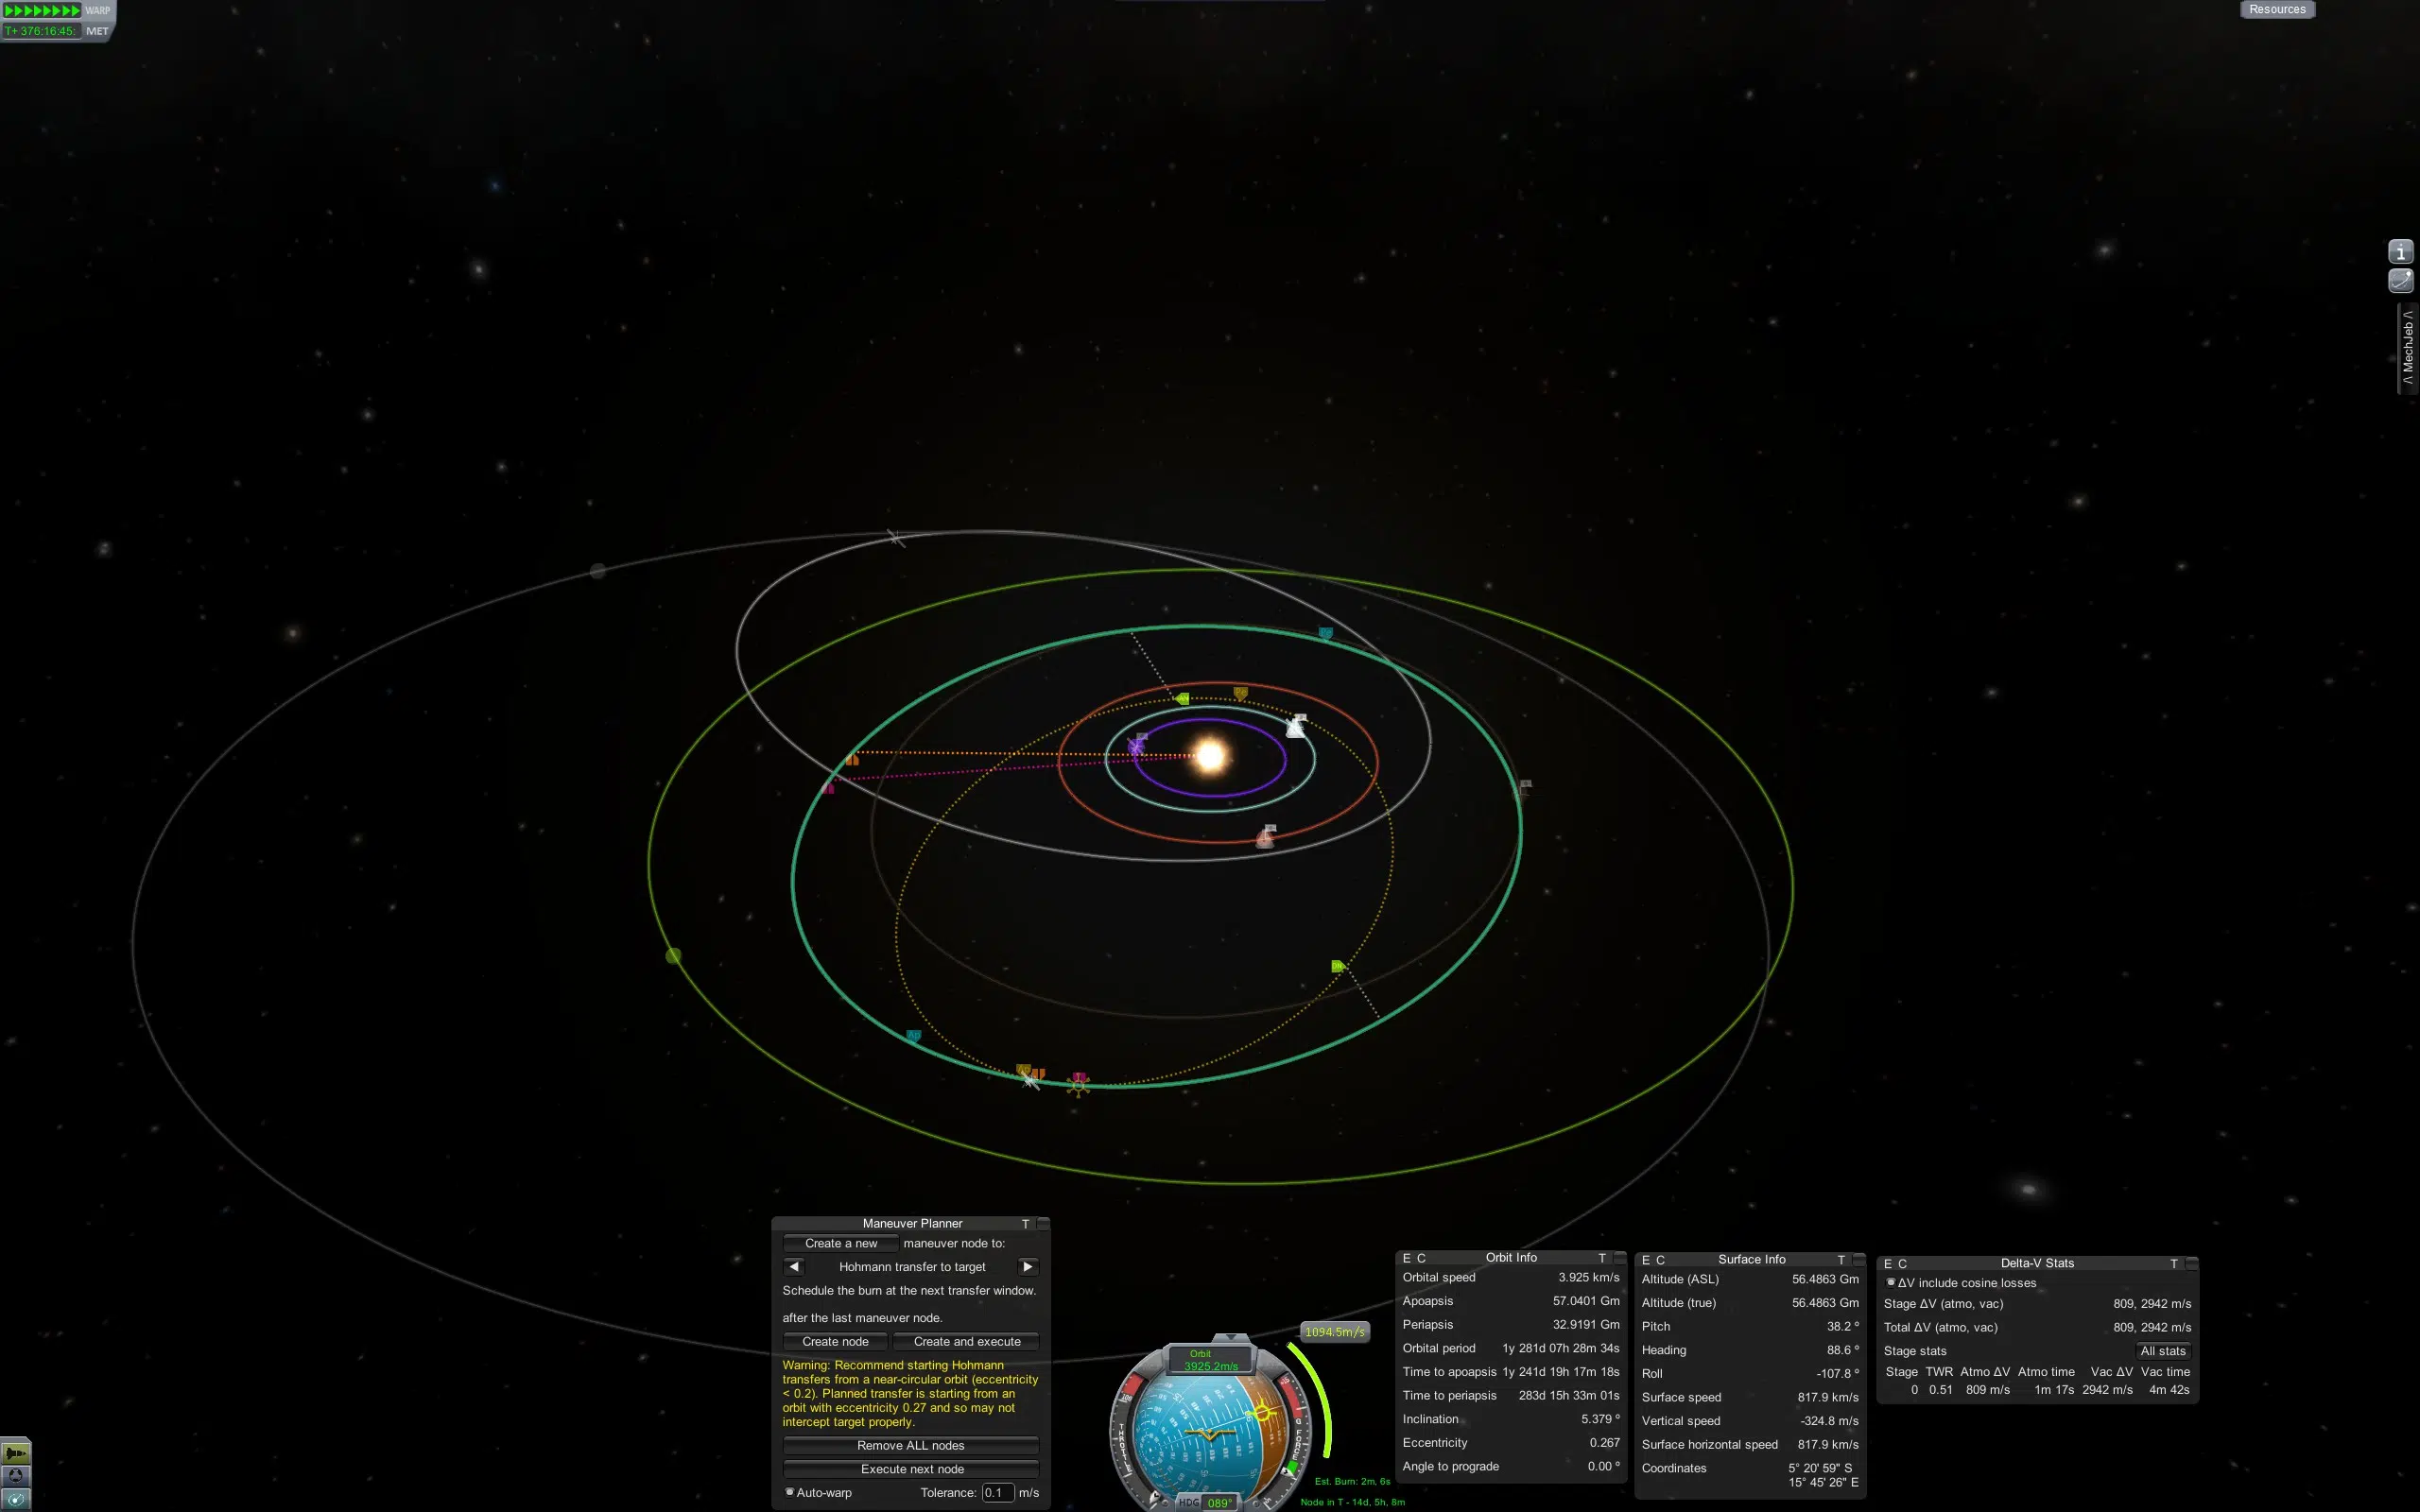 WARP
T+ 376:16:45:
MET
Resources
/\ MechJeb /\
Pe
Pe
DN
Maneuver Planner
T
Create a new
maneuver node to:
Hohmann transfer to target
Schedule the burn at the next transfer window.
after the last maneuver node.
Create node
Create and execute
Warning: Recommend starting Hohmann
transfers from a near-circular orbit (eccentricity
< 0.2). Planned transfer is starting from an
orbit with eccentricity 0.27 and so may not
intercept target properly.
Remove ALL nodes
Execute next node
Auto-warp
Tolerance: 0.1 m/s
1094.5m/s
Orbit
3925.2m/s
HDG 089°
Est. Burn: 2m, 6s
Node in T - 14d, 5h, 8m
E C Orbit Info T
Orbital speed 3.925 km/s
Apoapsis 57.0401 Gm
Periapsis 32.9191 Gm
Orbital period 1y 281d 07h 28m 34s
Time to apoapsis 1y 241d 19h 17m 18s
Time to periapsis 283d 15h 33m 01s
Inclination 5.379 º
Eccentricity 0.267
Angle to prograde 0.00 º
E C Surface Info T
Altitude (ASL) 56.4863 Gm
Altitude (true) 56.4863 Gm
Pitch 38.2 º
Heading 88.6 º
Roll -107.8 º
Surface speed 817.9 km/s
Vertical speed -324.8 m/s
Surface horizontal speed 817.9 km/s
Coordinates 5° 20' 59" S
15° 45' 26" E
E C Delta-V Stats T
ΔV include cosine losses
Stage ΔV (atmo, vac) 809, 2942 m/s
Total ΔV (atmo, vac) 809, 2942 m/s
Stage stats All stats
Stage TWR Atmo ΔV Atmo time Vac ΔV Vac time
0 0.51 809 m/s 1m 17s 2942 m/s 4m 42s